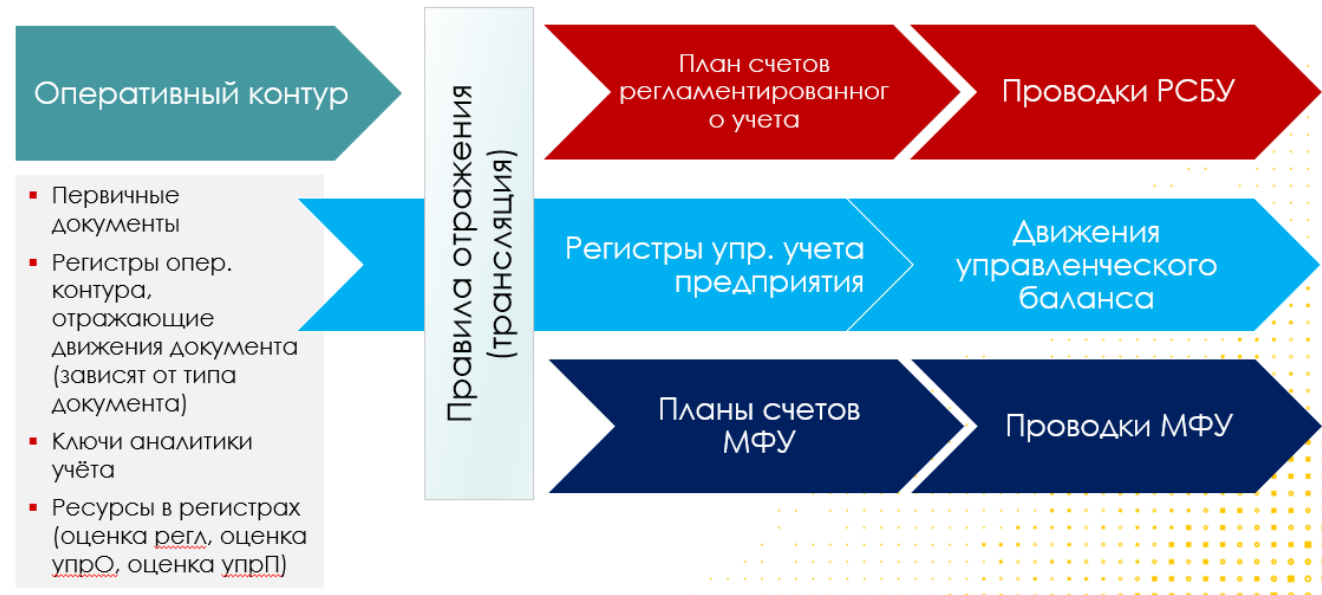 Оперативный контур
Первичные
документы
Регистры опер.
контура,
отражающие
движения документа
(зависят от типа
документа)
Ключи аналитики
учёта
Ресурсы в регистрах
(оценка регл, оценка
упрО, оценка упрП)
Правила отражения
(трансляция)
План счетов
регламентированног
о учета
Проводки РСБУ
Регистры упр. учета
предприятия
Движения
управленческого
баланса
Планы счетов
МФУ
Проводки МФУ